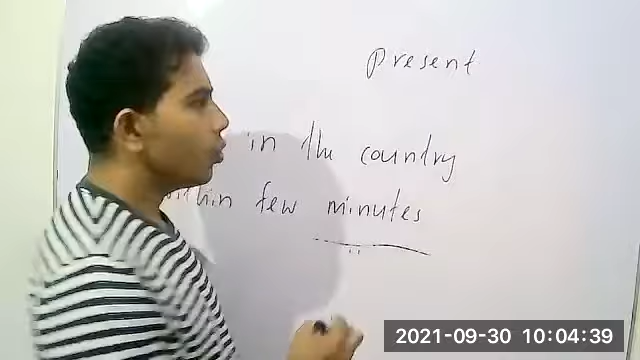 Present
in the country
within few minutes
2021-09-30 10:04:39